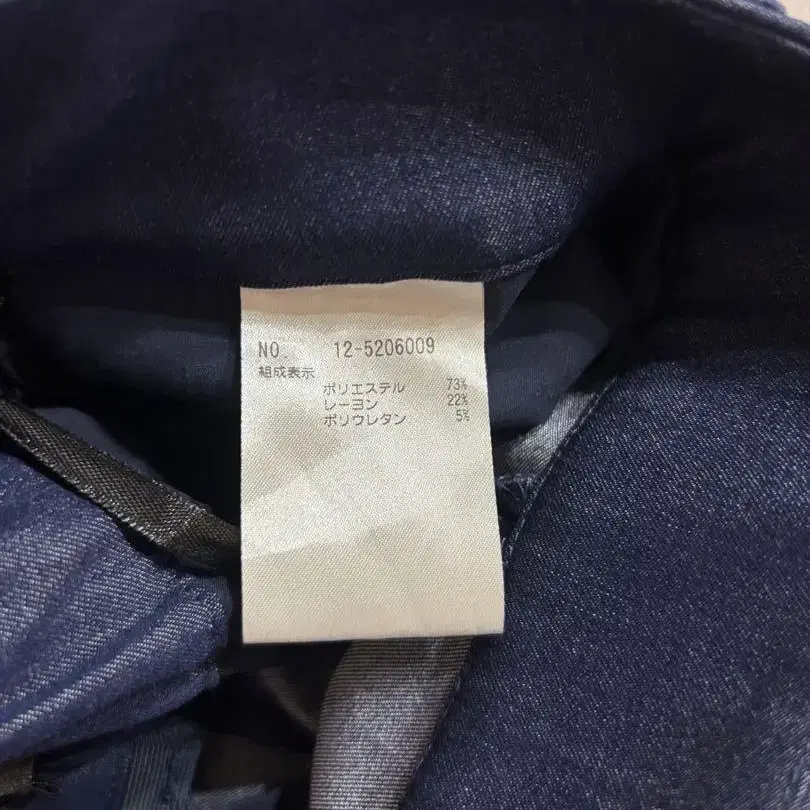 NO. 12-5206009
組成表示
ポリエステル 73%
レーヨン 22%
ポリウレタン 5%